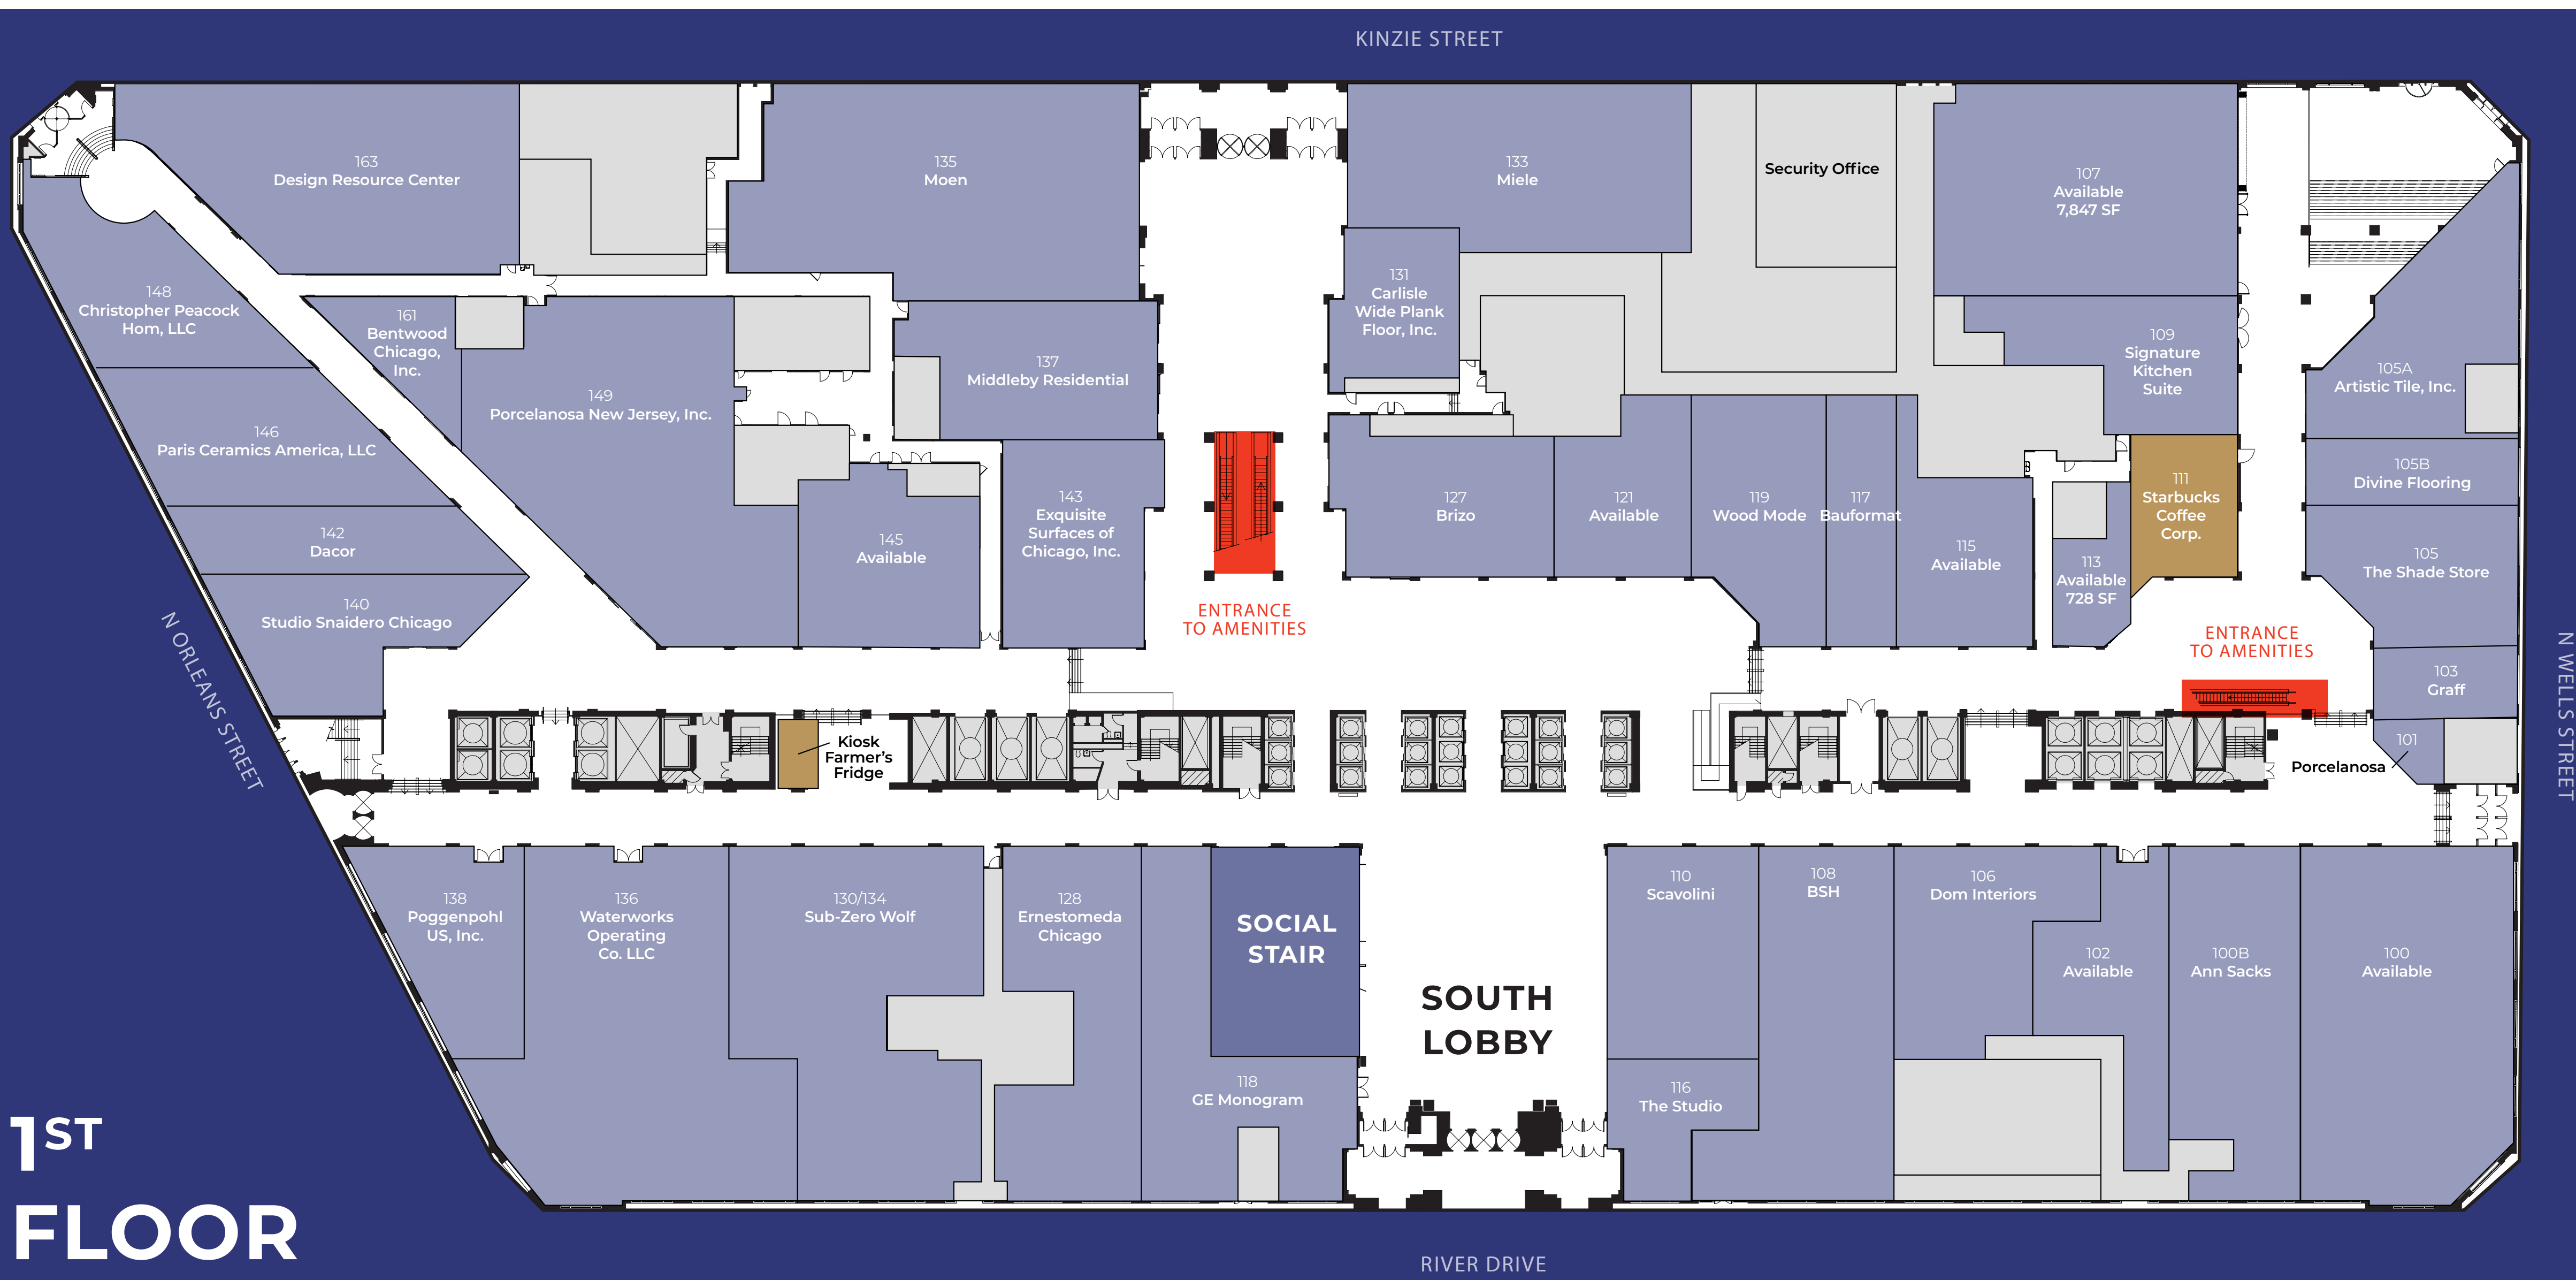 KINZIE STREET
163
Design Resource Center
135
Moen
133
Miele
Security Office
107
Available
7,847 SF
148
Christopher Peacock
Hom, LLC
161
Bentwood
Chicago,
Inc.
149
Porcelanosa New Jersey, Inc.
137
Middleby Residential
131
Carlisle
Wide Plank
Floor, Inc.
109
Signature
Kitchen
Suite
105A
Artistic Tile, Inc.
146
Paris Ceramics America, LLC
142
Dacor
140
Studio Snaidero Chicago
145
Available
143
Exquisite
Surfaces of
Chicago, Inc.
127
Brizo
121
Available
119
Wood Mode
117
Bauformat
115
Available
113
Available
728 SF
111
Starbucks
Coffee
Corp.
105B
Divine Flooring
105
The Shade Store
ENTRANCE
TO AMENITIES
ENTRANCE
TO AMENITIES
103
Graff
101
Porcelanosa
Kiosk
Farmer's
Fridge
N ORLEANS STREET
N WELLS STREET
138
Poggenpohl
US, Inc.
136
Waterworks
Operating
Co. LLC
130/134
Sub-Zero Wolf
128
Ernestomeda
Chicago
SOCIAL
STAIR
118
GE Monogram
SOUTH
LOBBY
110
Scavolini
116
The Studio
108
BSH
106
Dom Interiors
102
Available
100B
Ann Sacks
100
Available
1ST
FLOOR
RIVER DRIVE